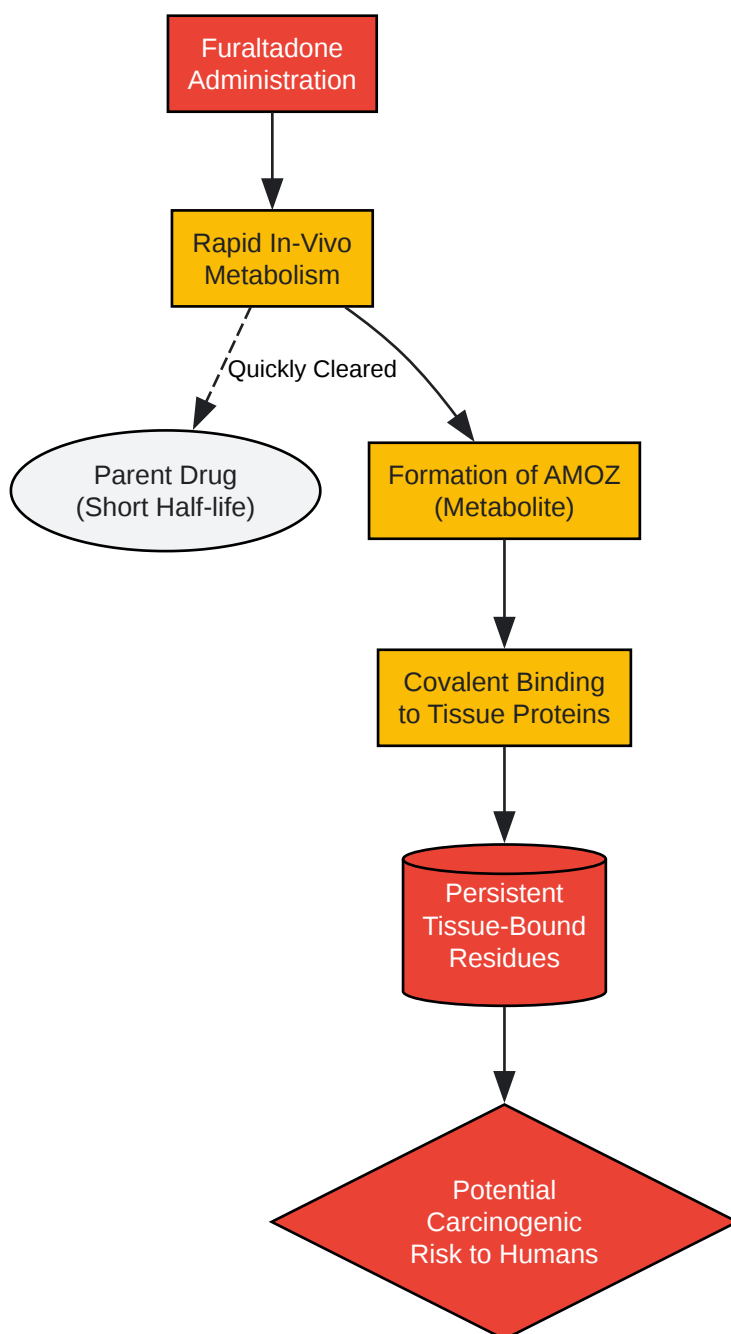 Furaltadone
Administration
Rapid In-Vivo
Metabolism
Quickly Cleared
Parent Drug
(Short Half-life)
Formation of AMOZ
(Metabolite)
Covalent Binding
to Tissue Proteins
Persistent
Tissue-Bound
Residues
Potential
Carcinogenic
Risk to Humans